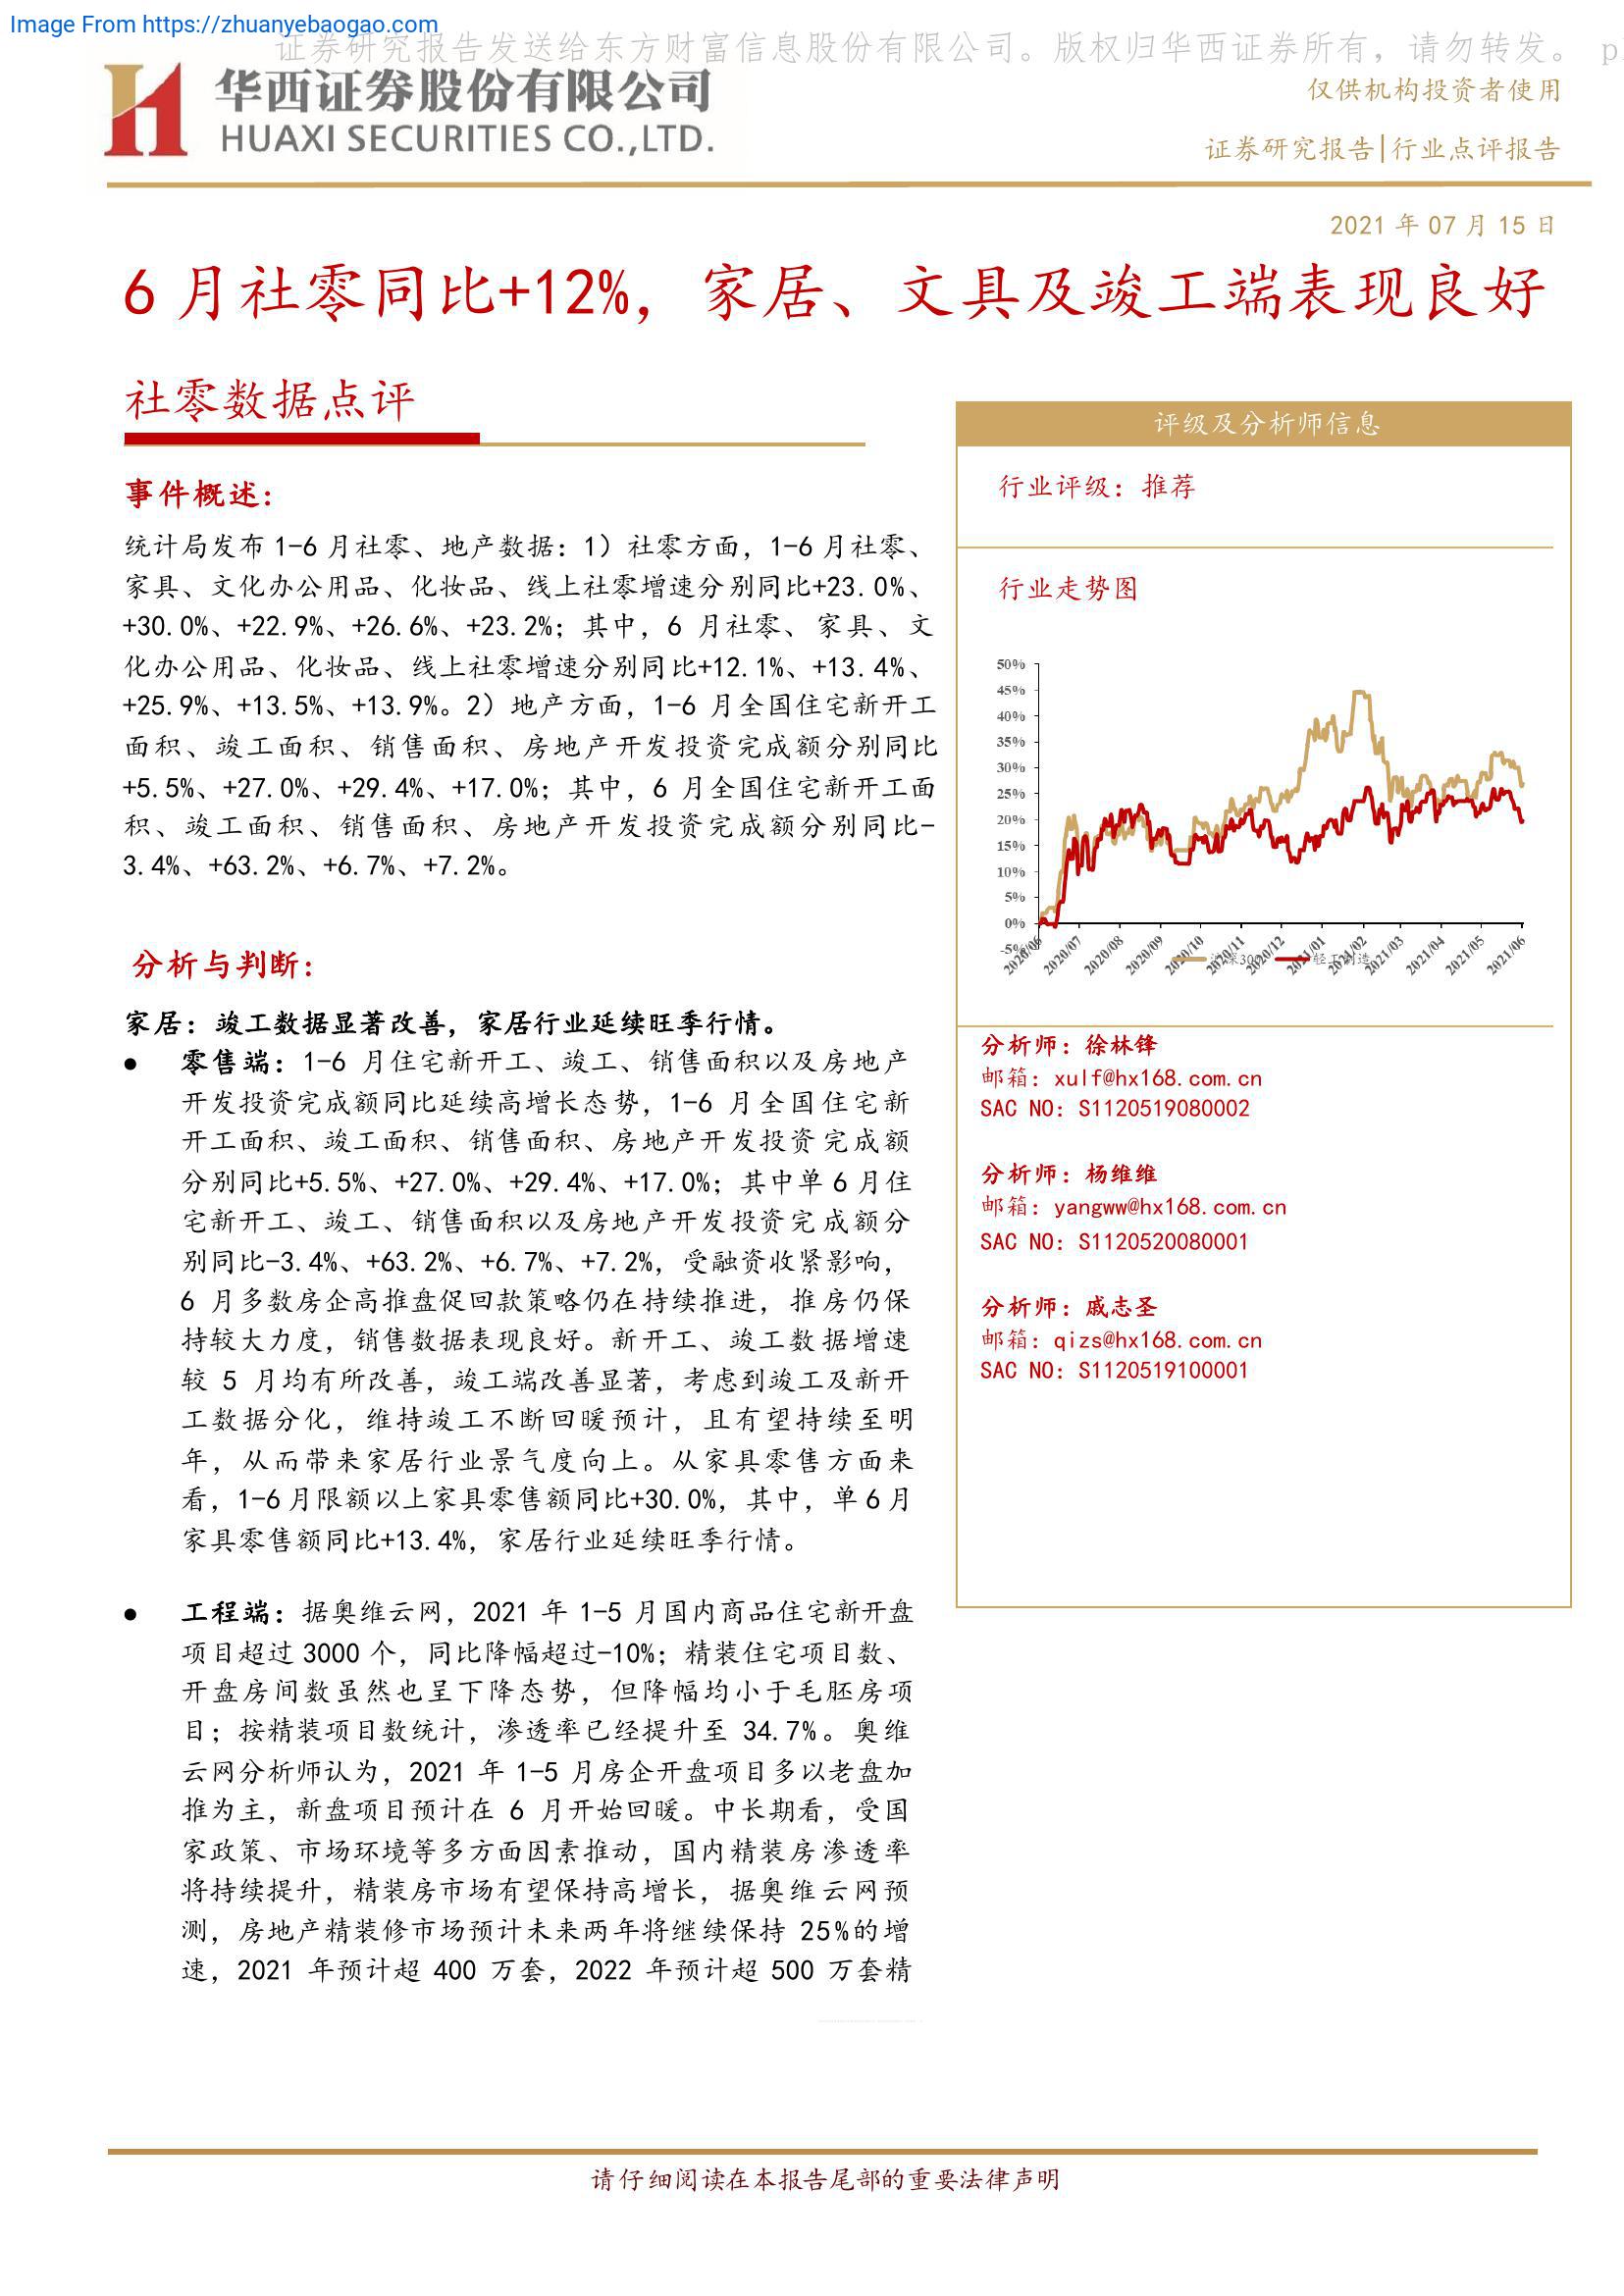 Image From https://zhuanyebaogao.com
证券研究报告发送给东方财富信息股份有限公司。版权归华西证券所有，请勿转发。 p
华西证券股份有限公司
HUAXI SECURITIES CO.,LTD.
仅供机构投资者使用
证券研究报告|行业点评报告
2021 年 07 月 15 日
6 月社零同比+12%，家居、文具及竣工端表现良好
社零数据点评
事件概述：
统计局发布 1-6 月社零、地产数据：1）社零方面，1-6 月社零、
家具、文化办公用品、化妆品、线上社零增速分别同比+23.0%、
+30.0%、+22.9%、+26.6%、+23.2%；其中，6 月社零、家具、文
化办公用品、化妆品、线上社零增速分别同比+12.1%、+13.4%、
+25.9%、+13.5%、+13.9%。2）地产方面，1-6 月全国住宅新开工
面积、竣工面积、销售面积、房地产开发投资完成额分别同比
+5.5%、+27.0%、+29.4%、+17.0%；其中，6 月全国住宅新开工面
积、竣工面积、销售面积、房地产开发投资完成额分别同比-
3.4%、+63.2%、+6.7%、+7.2%。
分析与判断：
家居：竣工数据显著改善，家居行业延续旺季行情。
● 零售端：1-6 月住宅新开工、竣工、销售面积以及房地产
开发投资完成额同比延续高增长态势，1-6 月全国住宅新
开工面积、竣工面积、销售面积、房地产开发投资完成额
分别同比+5.5%、+27.0%、+29.4%、+17.0%；其中单 6 月住
宅新开工、竣工、销售面积以及房地产开发投资完成额分
别同比-3.4%、+63.2%、+6.7%、+7.2%，受融资收紧影响，
6 月多数房企高推盘促回款策略仍在持续推进，推房仍保
持较大力度，销售数据表现良好。新开工、竣工数据增速
较 5 月均有所改善，竣工端改善显著，考虑到竣工及新开
工数据分化，维持竣工不断回暖预计，且有望持续至明
年，从而带来家居行业景气度向上。从家具零售方面来
看，1-6 月限额以上家具零售额同比+30.0%，其中，单 6 月
家具零售额同比+13.4%，家居行业延续旺季行情。
● 工程端：据奥维云网，2021 年 1-5 月国内商品住宅新开盘
项目超过 3000 个，同比降幅超过-10%；精装住宅项目数、
开盘房间数虽然也呈下降态势，但降幅均小于毛胚房项
目；按精装项目数统计，渗透率已经提升至 34.7%。奥维
云网分析师认为，2021 年 1-5 月房企开盘项目多以老盘加
推为主，新盘项目预计在 6 月开始回暖。中长期看，受国
家政策、市场环境等多方面因素推动，国内精装房渗透率
将持续提升，精装房市场有望保持高增长，据奥维云网预
测，房地产精装修市场预计未来两年将继续保持 25%的增
速，2021 年预计超 400 万套，2022 年预计超 500 万套精
评级及分析师信息
行业评级：推荐
行业走势图
50%
45%
40%
35%
30%
25%
20%
15%
10%
5%
0%
-5%
2020/06
2020/07
2020/08
2020/09
2020/10
2020/11
2020/12
2021/01
2021/02
2021/03
2021/04
2021/05
2021/06
沪深300
轻工制造
分析师：徐林锋
邮箱：xulf@hx168.com.cn
SAC NO：S1120519080002
分析师：杨维维
邮箱：yangww@hx168.com.cn
SAC NO：S1120520080001
分析师：戚志圣
邮箱：qizs@hx168.com.cn
SAC NO：S1120519100001
请仔细阅读在本报告尾部的重要法律声明